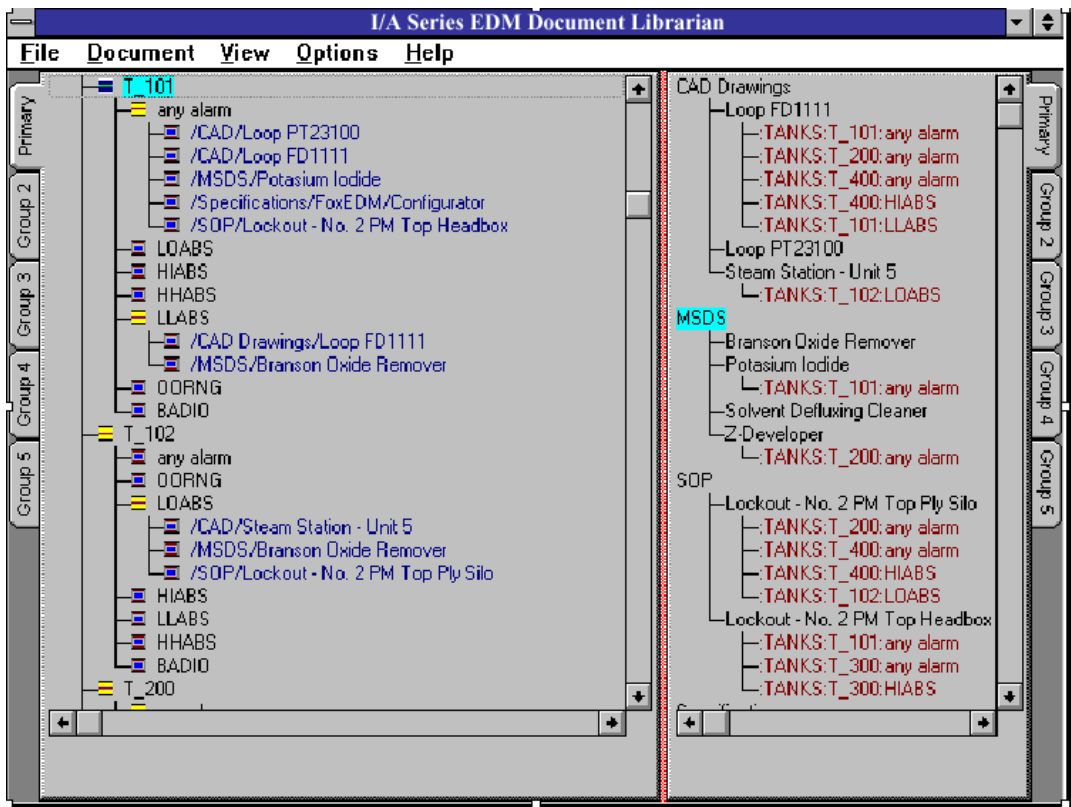 I/A Series EDM Document Librarian
File Document View Options Help
Primary
Group 2
Group 3
Group 4
Group 5
T_101
any alarm
/CAD/Loop PT23100
/CAD/Loop FD1111
/MSDS/Potasium Iodide
/Specifications/FoxEDM/Configurator
/SOP/Lockout - No. 2 PM Top Headbox
LOABS
HIABS
HHABS
LLABS
/CAD Drawings/Loop FD1111
/MSDS/Branson Oxide Remover
OORNG
BADIO
T_102
any alarm
OORNG
LOABS
/CAD/Steam Station - Unit 5
/MSDS/Branson Oxide Remover
/SOP/Lockout - No. 2 PM Top Ply Silo
HIABS
LLABS
HHABS
BADIO
T_200
CAD Drawings
Loop FD1111
:TANKS:T_101:any alarm
:TANKS:T_200:any alarm
:TANKS:T_400:any alarm
:TANKS:T_400:HIABS
:TANKS:T_101:LLABS
Loop PT23100
Steam Station - Unit 5
:TANKS:T_102:LOABS
MSDS
Branson Oxide Remover
Potasium Iodide
:TANKS:T_101:any alarm
Solvent Defluxing Cleaner
Z-Developer
:TANKS:T_200:any alarm
SOP
Lockout - No. 2 PM Top Ply Silo
:TANKS:T_200:any alarm
:TANKS:T_400:any alarm
:TANKS:T_400:HIABS
:TANKS:T_102:LOABS
Lockout - No. 2 PM Top Headbox
:TANKS:T_101:any alarm
:TANKS:T_300:any alarm
:TANKS:T_300:HIABS
Primary
Group 2
Group 3
Group 4
Group 5